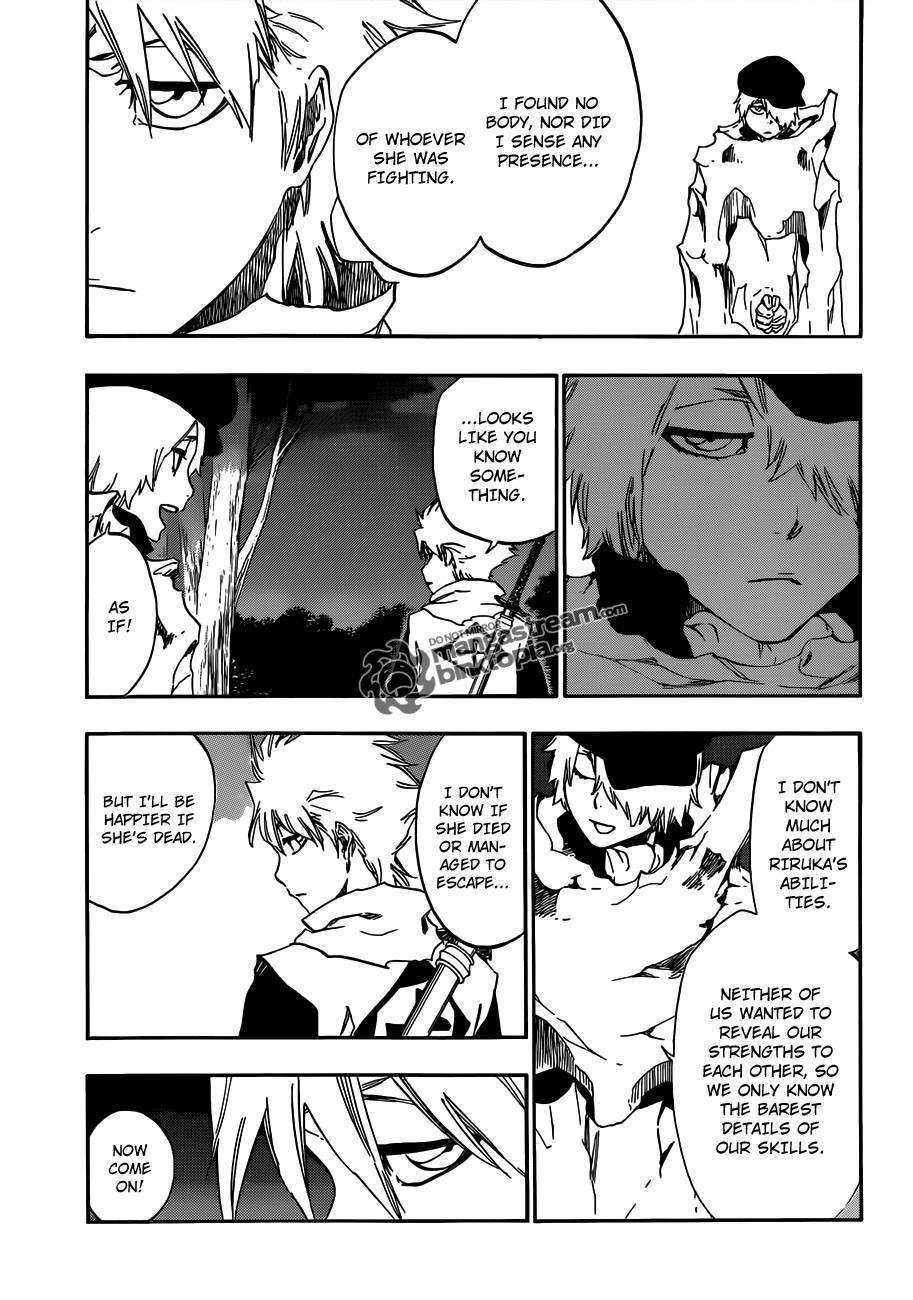 I FOUND NO
BODY, NOR DID
I SENSE ANY
PRESENCE...
OF WHOEVER
SHE WAS
FIGHTING.
...LOOKS
LIKE YOU
KNOW
SOME-
THING.
AS
IF!
DO NOT MIRROR
mangastream.com
binktopia.org
I DON'T
KNOW
MUCH
ABOUT
RIRUKA'S
ABILI-
TIES.
NEITHER OF
US WANTED TO
REVEAL OUR
STRENGTHS TO
EACH OTHER, SO
WE ONLY KNOW
THE BAREST
DETAILS OF
OUR SKILLS.
I DON'T
KNOW IF
SHE DIED
OR MAN-
AGED TO
ESCAPE...
BUT I'LL BE
HAPPIER IF
SHE'S DEAD.
NOW
COME
ON!